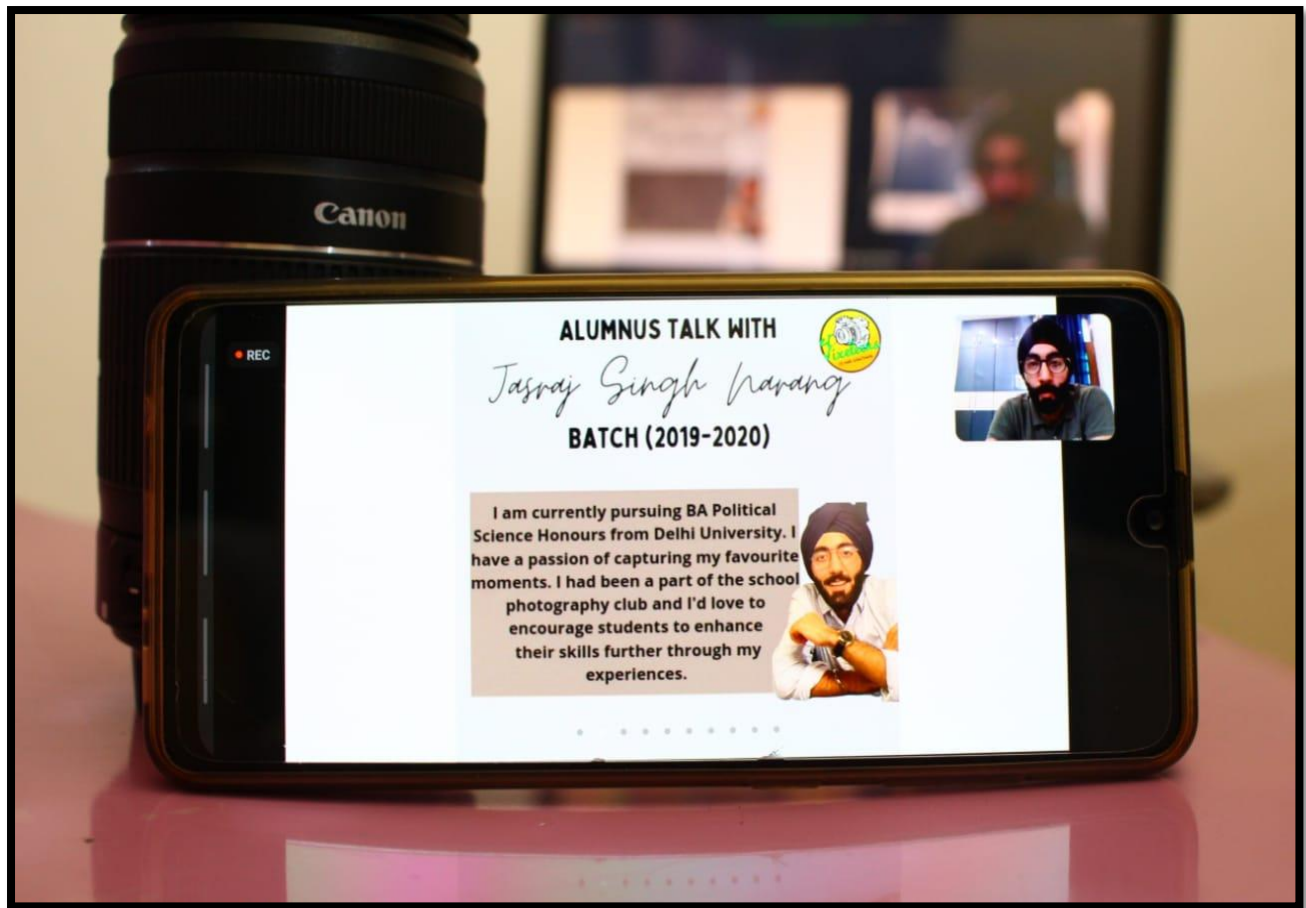 Canon
REC
ALUMNUS TALK WITH
Jasraj Singh Narang
BATCH (2019-2020)
I am currently pursuing BA Political
Science Honours from Delhi University. I
have a passion of capturing my favourite
moments. I had been a part of the school
photography club and I'd love to
encourage students to enhance
their skills further through my
experiences.